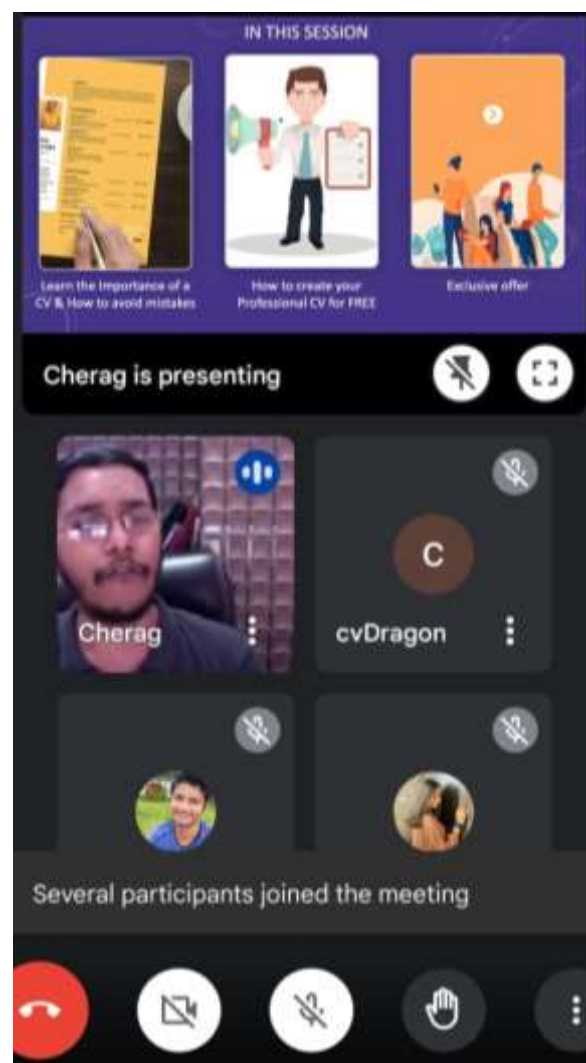 IN THIS SESSION
Learn the Importance of a
CV & How to avoid mistakes
How to create your
Professional CV for FREE
Exclusive offer
Cherag is presenting
Cherag
C
cvDragon
Several participants joined the meeting